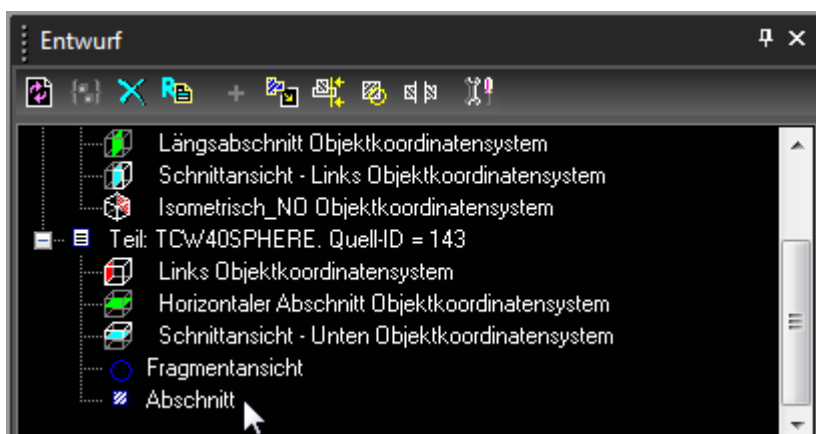 Entwurf
Längsabschnitt Objektkoordinatensystem
Schnittansicht - Links Objektkoordinatensystem
Isometrisch_NO Objektkoordinatensystem
Teil: TCW40SPHERE. Quell-ID = 143
Links Objektkoordinatensystem
Horizontaler Abschnitt Objektkoordinatensystem
Schnittansicht - Unten Objektkoordinatensystem
Fragmentansicht
Abschnitt